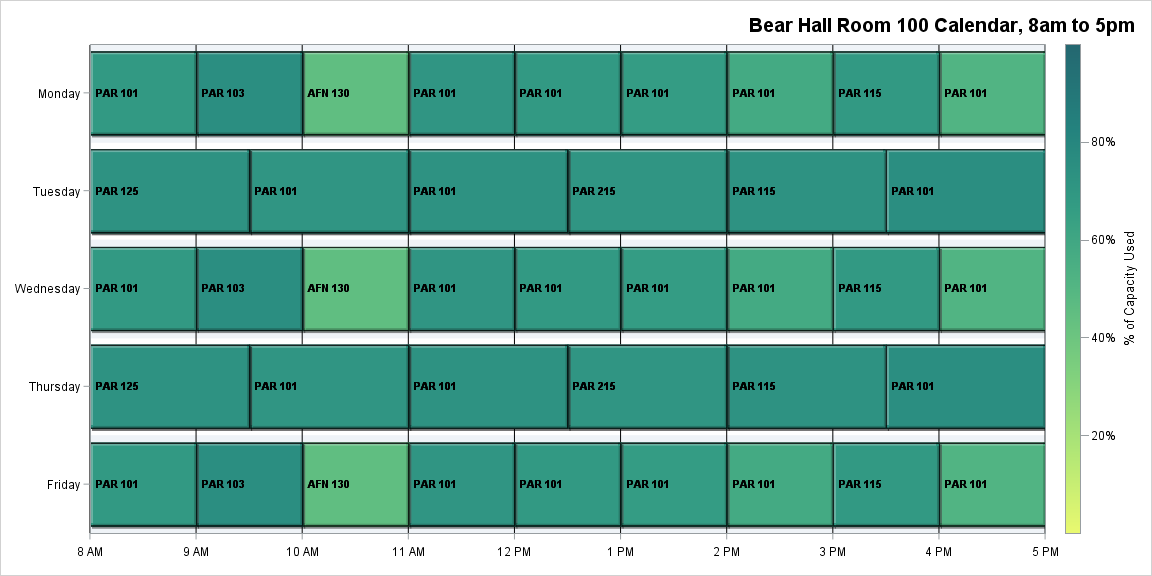 Bear Hall Room 100 Calendar, 8am to 5pm
Monday PAR 101 PAR 103 AFN 130 PAR 101 PAR 101 PAR 101 PAR 101 PAR 115 PAR 101
Tuesday PAR 125 PAR 101 PAR 101 PAR 215 PAR 115 PAR 101
Wednesday PAR 101 PAR 103 AFN 130 PAR 101 PAR 101 PAR 101 PAR 101 PAR 115 PAR 101
Thursday PAR 125 PAR 101 PAR 101 PAR 215 PAR 115 PAR 101
Friday PAR 101 PAR 103 AFN 130 PAR 101 PAR 101 PAR 101 PAR 101 PAR 115 PAR 101
8 AM 9 AM 10 AM 11 AM 12 PM 1 PM 2 PM 3 PM 4 PM 5 PM
80%
60%
40%
20%
% of Capacity Used